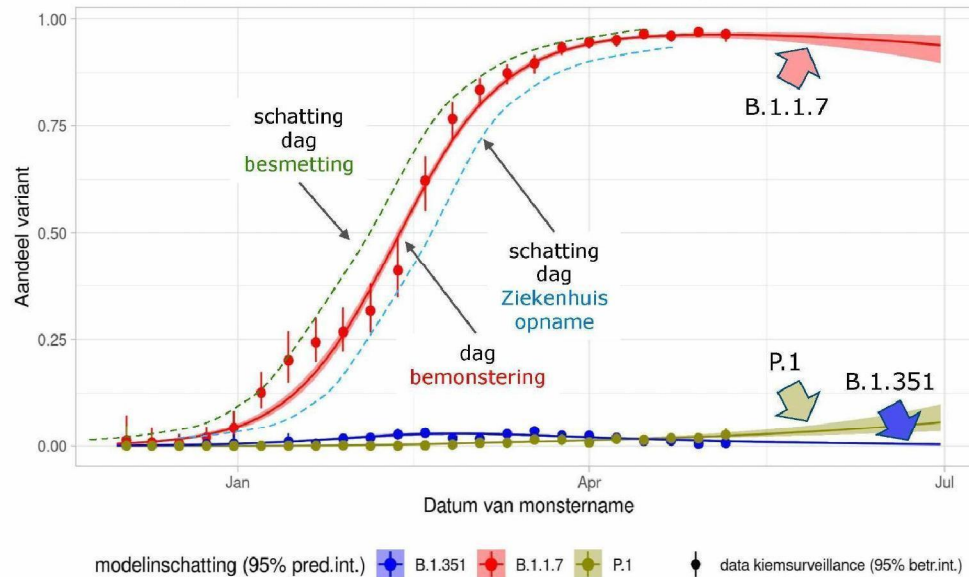 1.00
0.75
0.50
0.25
0.00
Aandeel variant
schatting
dag
besmetting
schatting
dag
Ziekenhuis
opname
dag
bemonstering
B.1.1.7
P.1
B.1.351
Jan
Apr
Jul
Datum van monstername
modelinschatting (95% pred.int.) B.1.351 B.1.1.7 P.1 data kiemsurveillance (95% betr.int.)